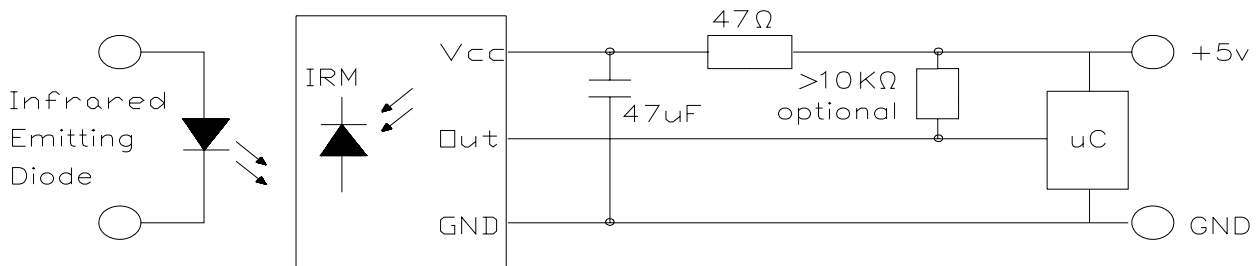 Infrared
Emitting
Diode
IRM
Vcc
Out
GND
47uF
47Ω
>10KΩ
optional
uC
+5v
GND